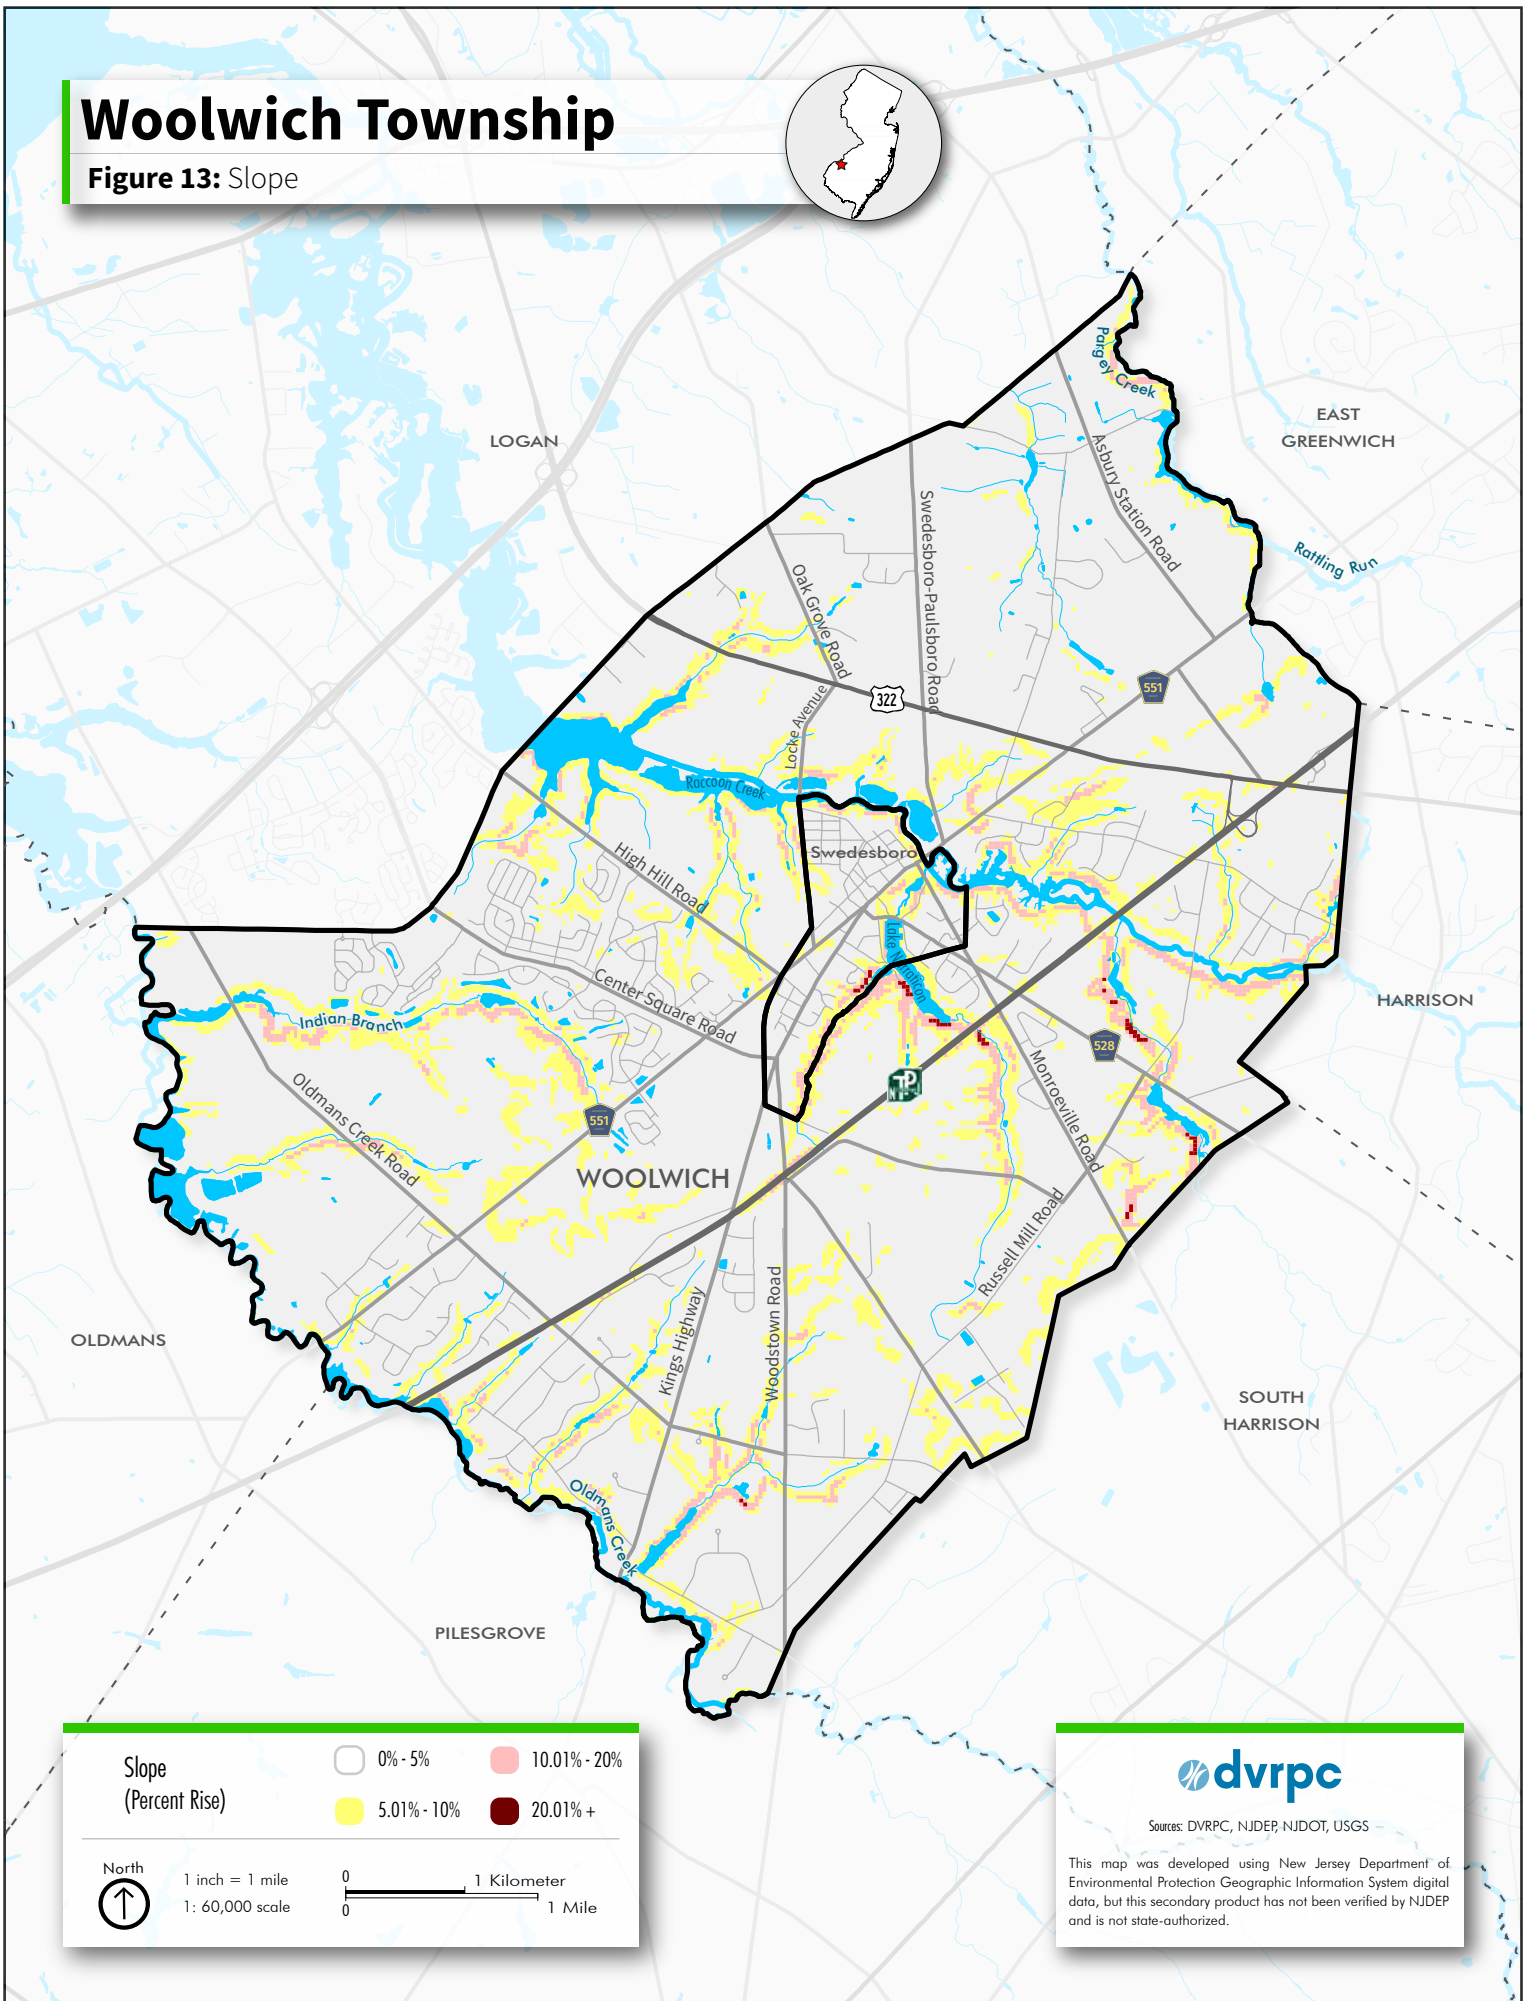 Woolwich Township
Figure 13: Slope
LOGAN
EAST
GREENWICH
Pargey Creek
Asbury Station Road
Rattling Run
Swedesboro-Paulsboro Road
Oak Grove Road
551
322
Locke Avenue
Raccoon Creek
High Hill Road
Swedesboro
Lake Narraticon
Center Square Road
Indian Branch
HARRISON
528
Monroeville Road
Oldmans Creek Road
551
WOOLWICH
Russell Mill Road
Kings Highway
Woodstown Road
OLDMANS
SOUTH
HARRISON
Oldmans Creek
PILESGROVE
Slope
(Percent Rise)
0% - 5%
10.01% - 20%
5.01% - 10%
20.01% +
North
1 inch = 1 mile
1: 60,000 scale
0
1 Kilometer
0
1 Mile
dvrpc
Sources: DVRPC, NJDEP, NJDOT, USGS
This map was developed using New Jersey Department of
Environmental Protection Geographic Information System digital
data, but this secondary product has not been verified by NJDEP
and is not state-authorized.